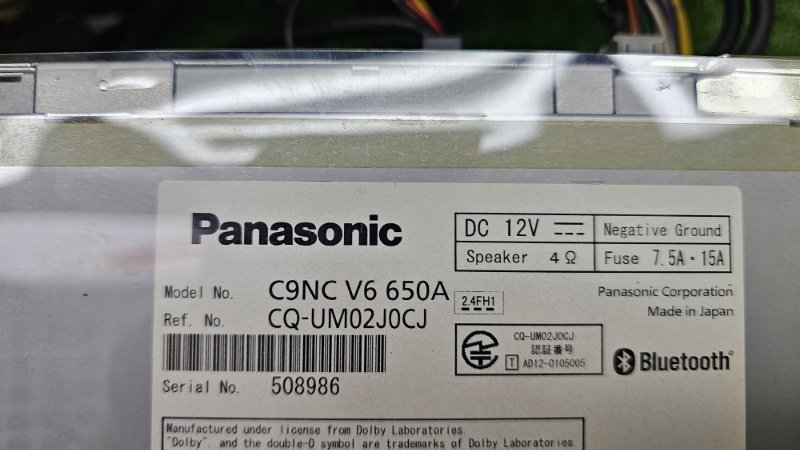 Panasonic
DC 12V
Negative Ground
Speaker 4Ω
Fuse 7.5A・15A
Model No. C9NC V6 650A
2.4FH1
Panasonic Corporation
Made in Japan
Ref. No. CQ-UM02J0CJ
CQ-UM02J0CJ
認証番号
T AD12-0105005
Bluetooth®
Serial No. 508986
Manufactured under license from Dolby Laboratories.
"Dolby", and the double-D symbol are trademarks of Dolby Laboratories.